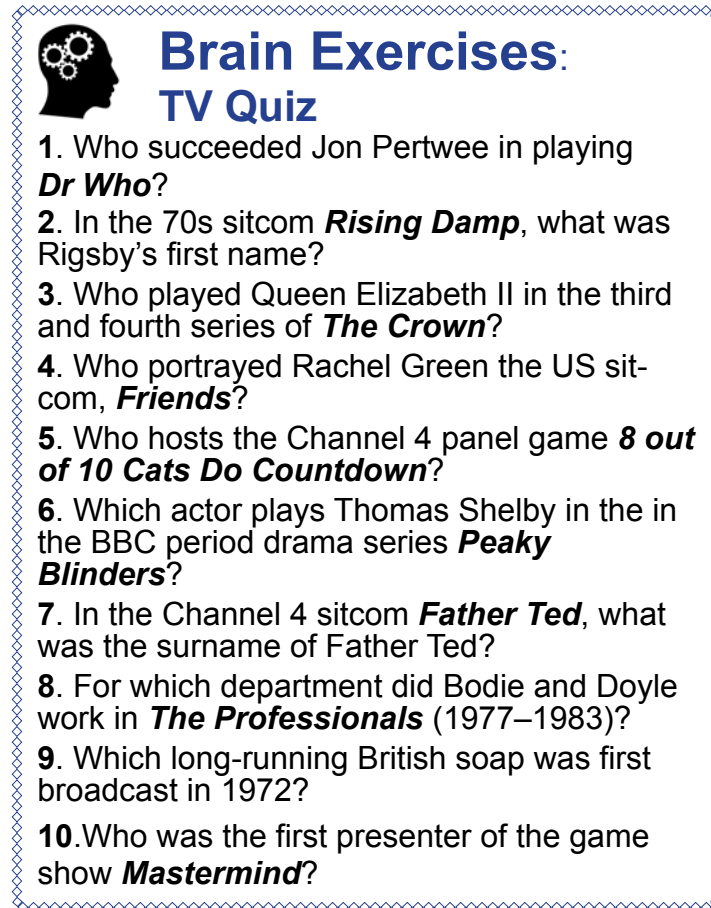 Brain Exercises:
TV Quiz
1. Who succeeded Jon Pertwee in playing
Dr Who?
2. In the 70s sitcom Rising Damp, what was
Rigsby’s first name?
3. Who played Queen Elizabeth II in the third
and fourth series of The Crown?
4. Who portrayed Rachel Green the US sit-
com, Friends?
5. Who hosts the Channel 4 panel game 8 out
of 10 Cats Do Countdown?
6. Which actor plays Thomas Shelby in the in
the BBC period drama series Peaky
Blinders?
7. In the Channel 4 sitcom Father Ted, what
was the surname of Father Ted?
8. For which department did Bodie and Doyle
work in The Professionals (1977–1983)?
9. Which long-running British soap was first
broadcast in 1972?
10.Who was the first presenter of the game
show Mastermind?